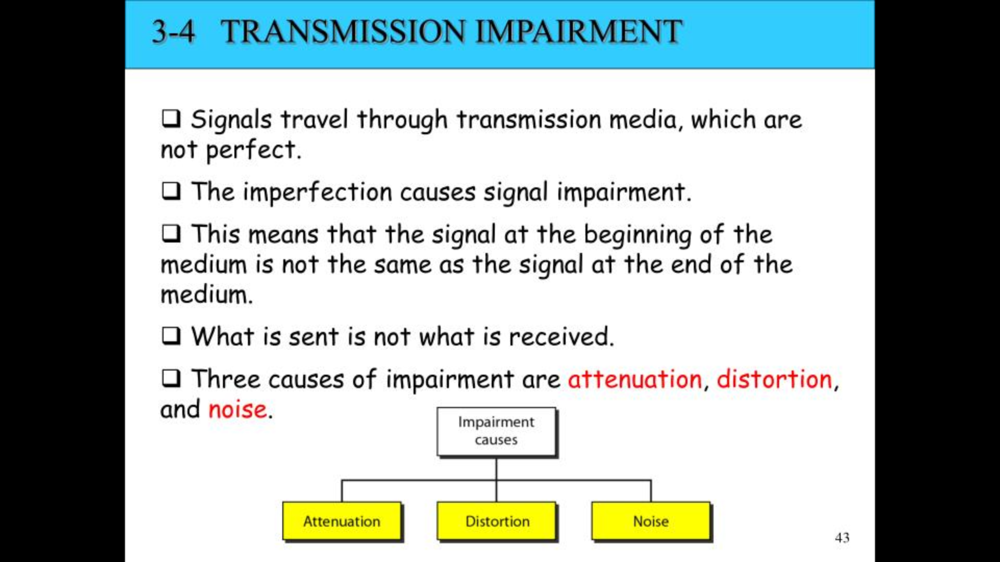 3-4 TRANSMISSION IMPAIRMENT
❑ Signals travel through transmission media, which are
not perfect.
❑ The imperfection causes signal impairment.
❑ This means that the signal at the beginning of the
medium is not the same as the signal at the end of the
medium.
❑ What is sent is not what is received.
❑ Three causes of impairment are attenuation, distortion,
and noise.
Impairment
causes
Attenuation
Distortion
Noise
43